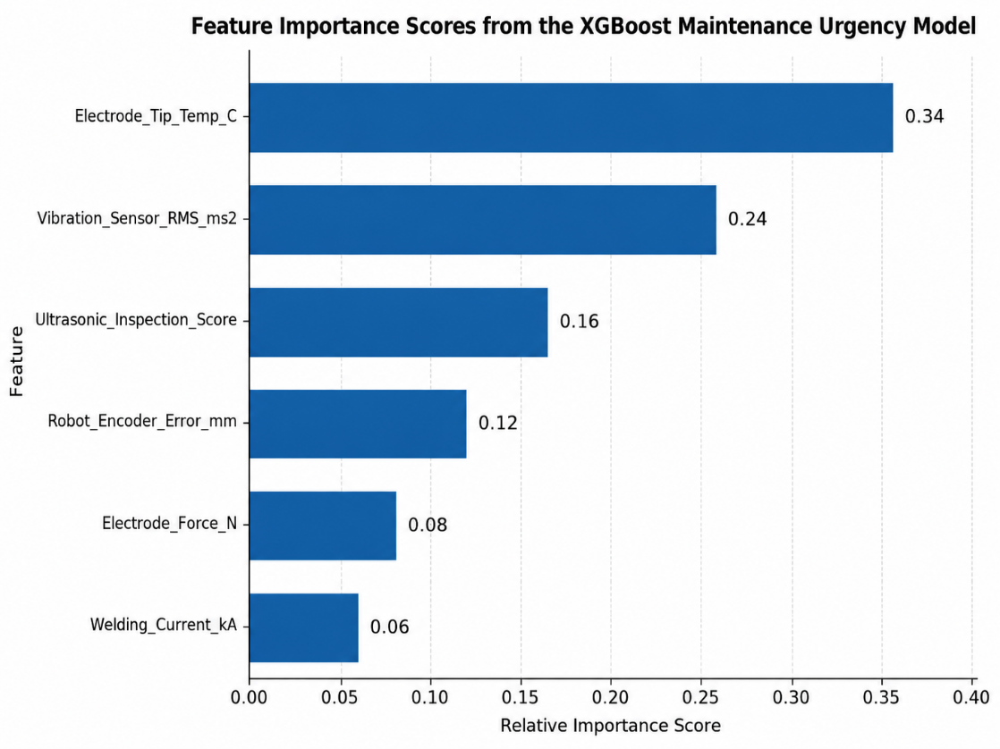 Feature Importance Scores from the XGBoost Maintenance Urgency Model
Electrode_Tip_Temp_C
0.34
Vibration_Sensor_RMS_ms2
0.24
Ultrasonic_Inspection_Score
0.16
Feature
Robot_Encoder_Error_mm
0.12
Electrode_Force_N
0.08
Welding_Current_kA
0.06
0.00 0.05 0.10 0.15 0.20 0.25 0.30 0.35 0.40
Relative Importance Score